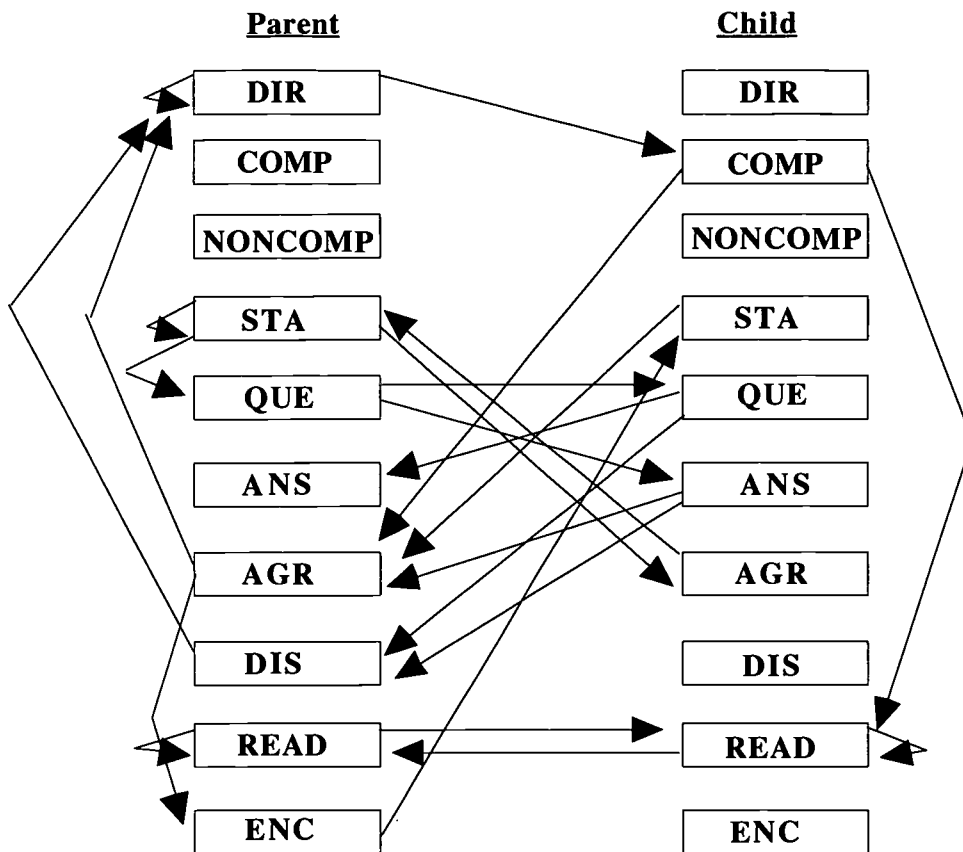 Parent Child
DIR DIR
COMP COMP
NONCOMP NONCOMP
STA STA
QUE QUE
ANS ANS
AGR AGR
DIS DIS
READ READ
ENC ENC